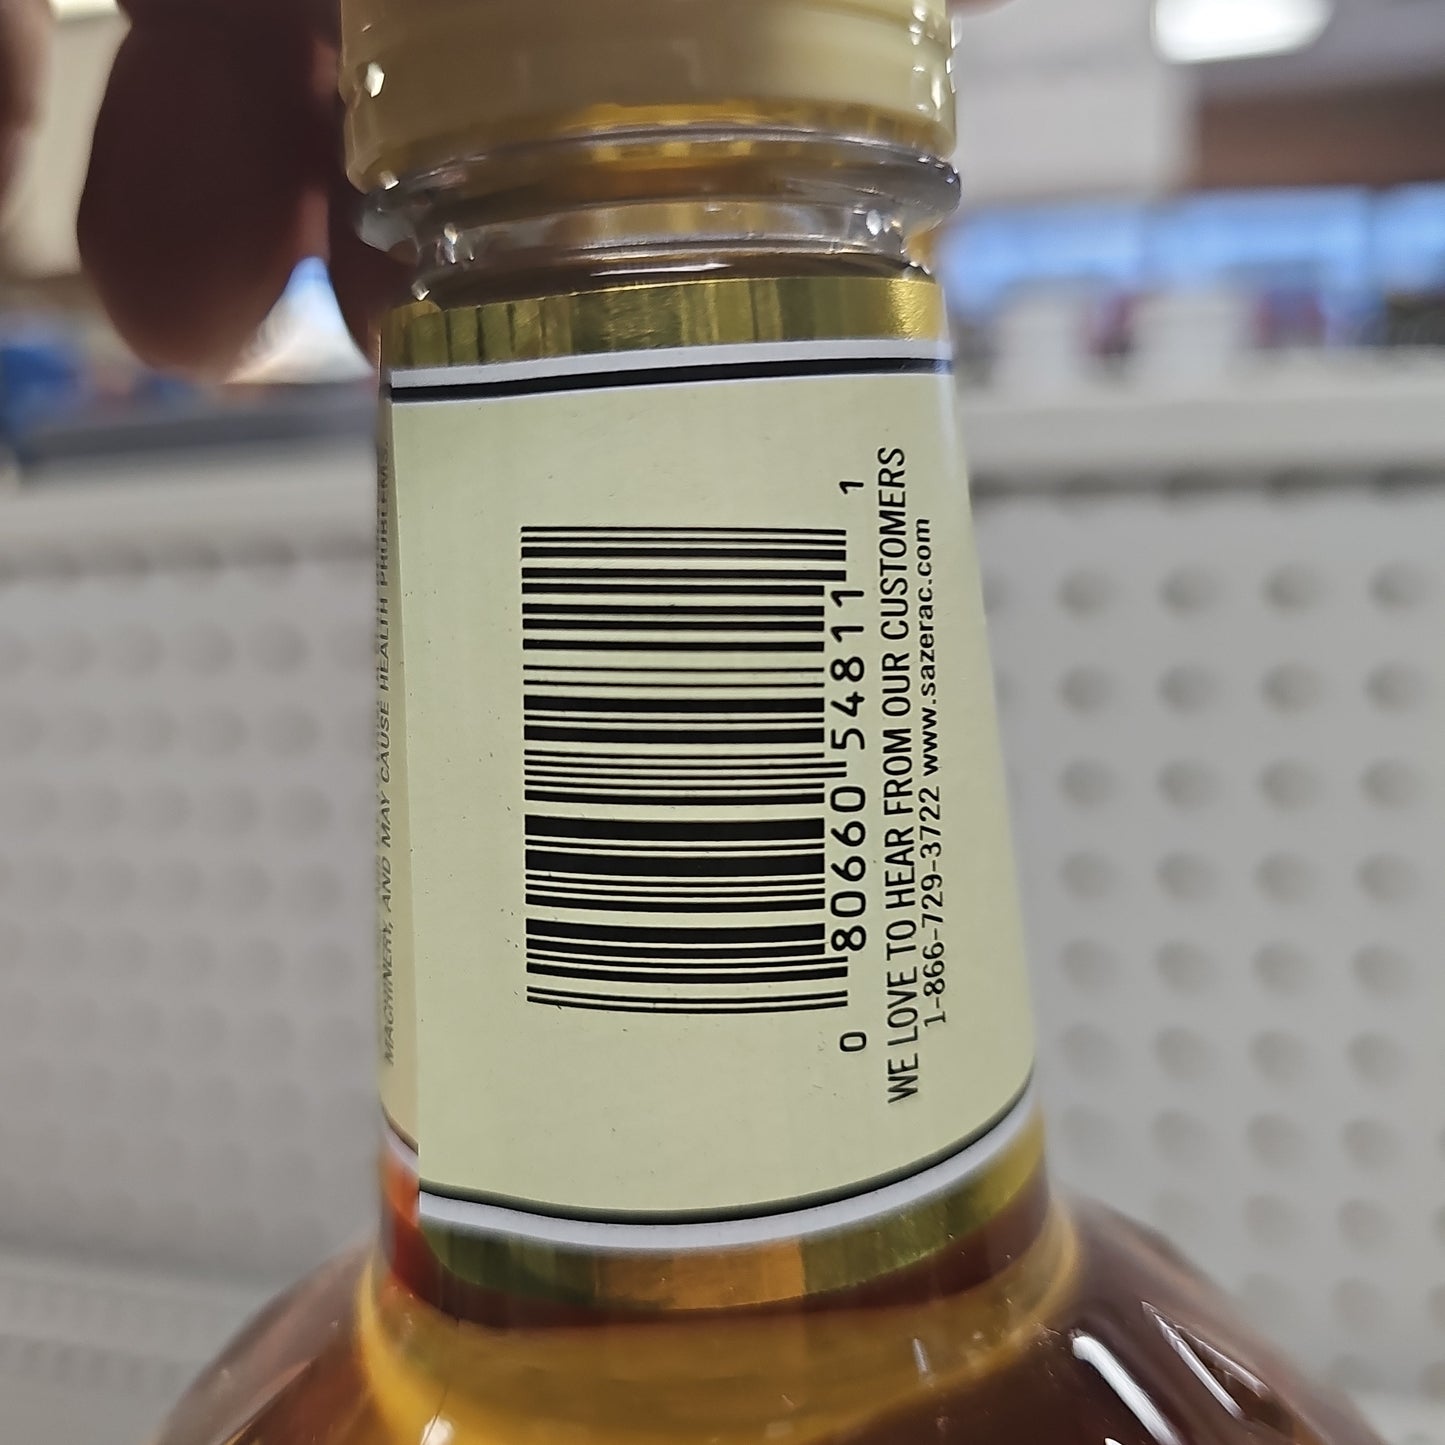 MACHINERY, AND MAY CAUSE HEALTH PROBLEMS.
0 80660 54811 1
WE LOVE TO HEAR FROM OUR CUSTOMERS
1-866-729-3722 www.sazerac.com